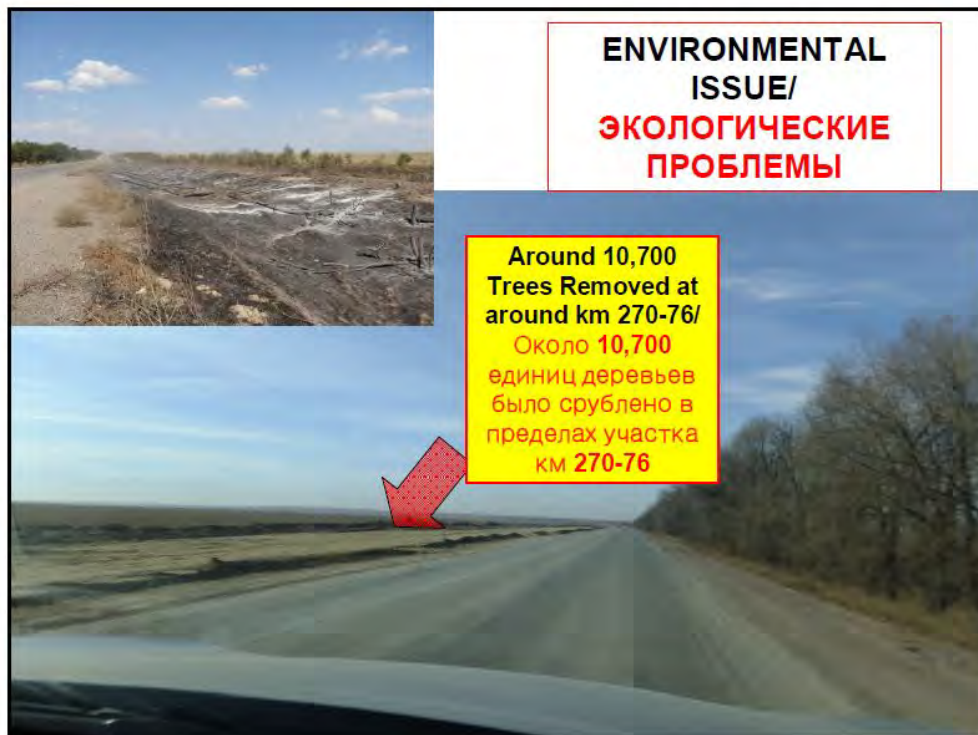 ENVIRONMENTAL
ISSUE/
ЭКОЛОГИЧЕСКИЕ
ПРОБЛЕМЫ
Around 10,700
Trees Removed at
around km 270-76/
Около 10,700
единиц деревьев
было срублено в
пределах участка
км 270-76